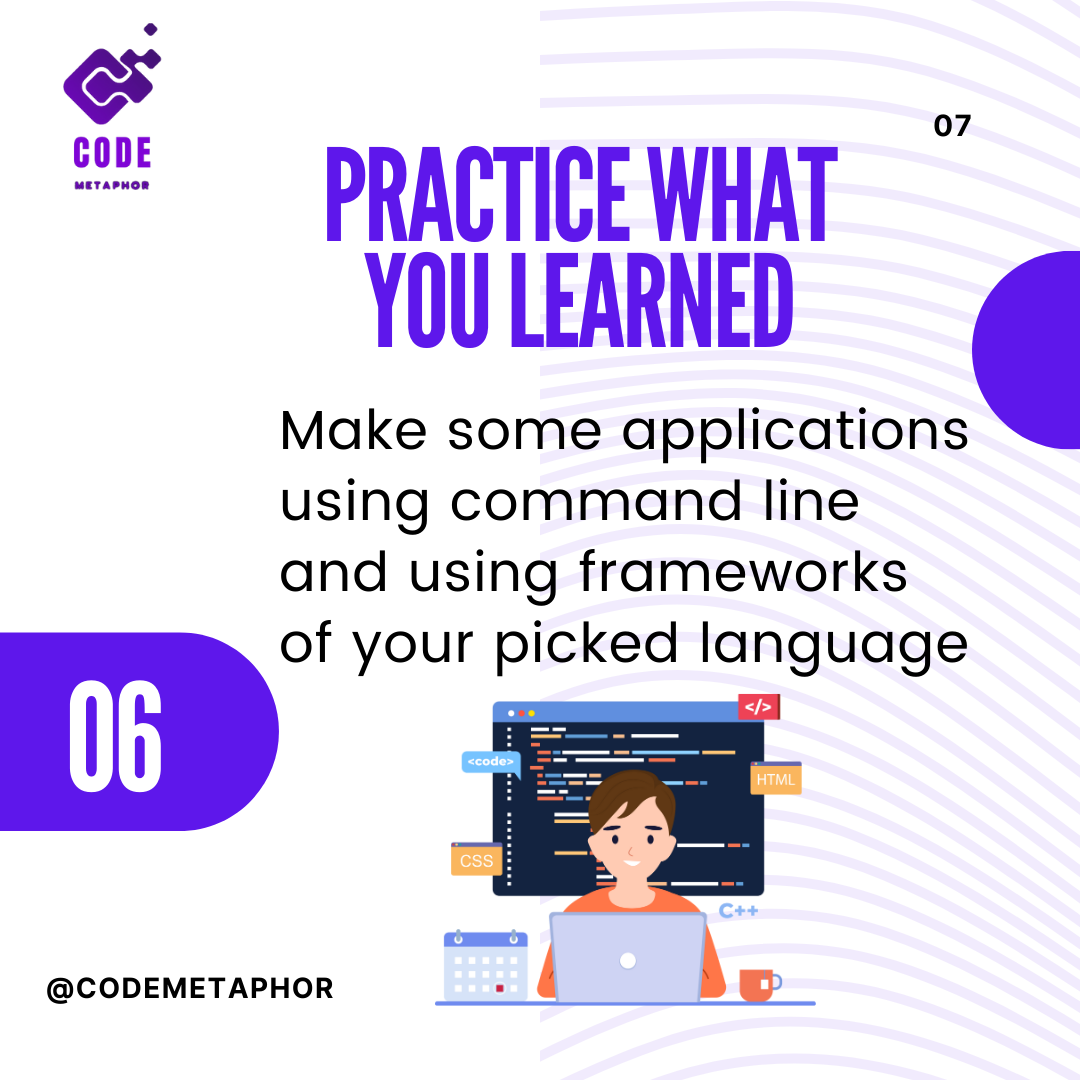 CODE
METAPHOR
07
PRACTICE WHAT
YOU LEARNED
Make some applications
using command line
and using frameworks
of your picked language
06
</>
<code>
HTML
CSS
C++
@CODEMETAPHOR